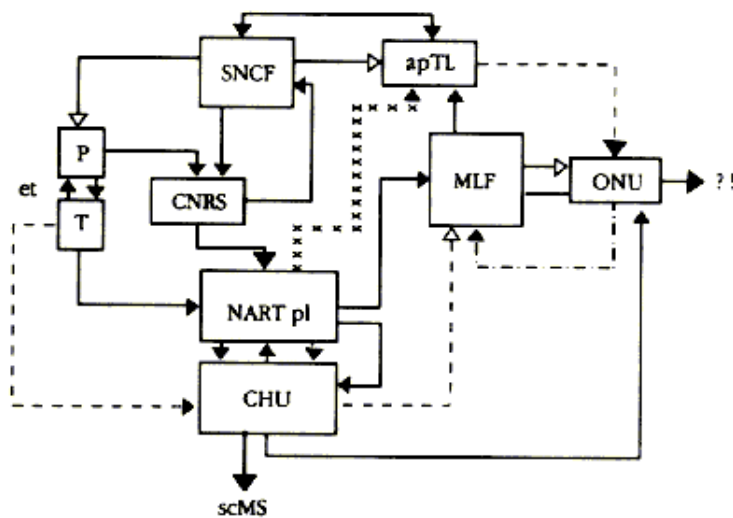 SNCF
apTL
P
et
T
CNRS
MLF
ONU
? !
NART pl
CHU
scMS